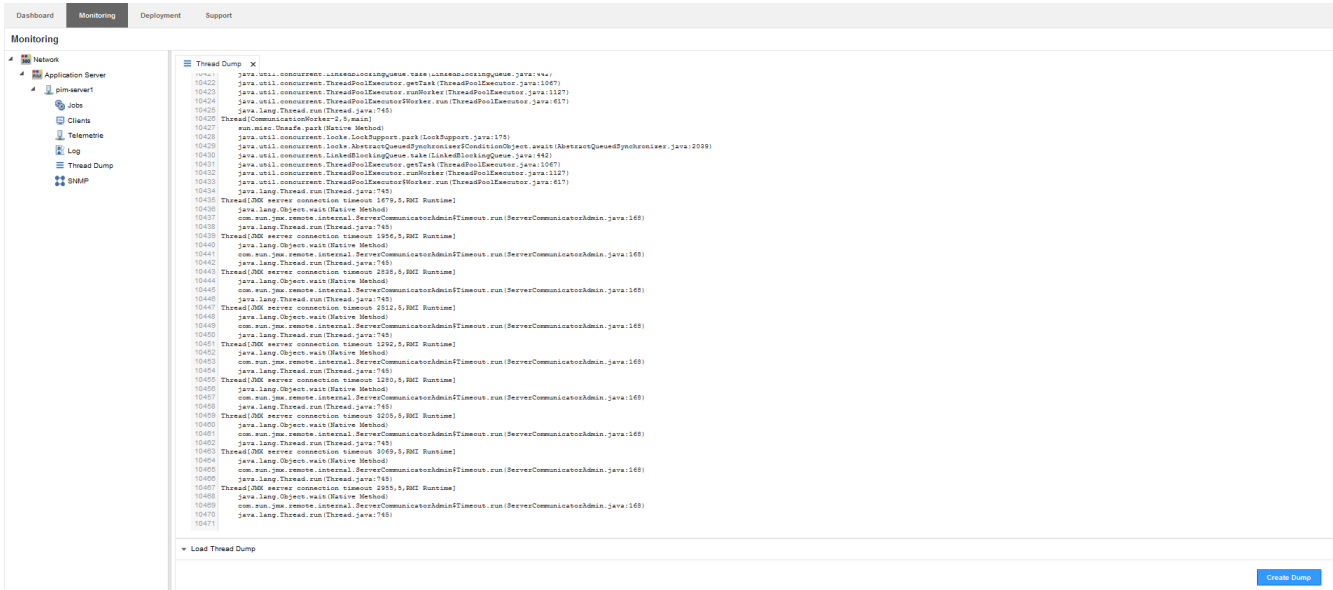 Dashboard Monitoring Deployment Support
Monitoring
Network
Application Server
pim-server1
Jobs
Clients
Telemetrie
Log
Thread Dump
SNMP
Thread Dump x
10421 java.util.concurrent.LinkedBlockingQueue.take(LinkedBlockingQueue.java:442)
10422 java.util.concurrent.ThreadPoolExecutor.getTask(ThreadPoolExecutor.java:1067)
10423 java.util.concurrent.ThreadPoolExecutor.runWorker(ThreadPoolExecutor.java:1127)
10424 java.util.concurrent.ThreadPoolExecutor$Worker.run(ThreadPoolExecutor.java:617)
10425 java.lang.Thread.run(Thread.java:745)
10426 Thread[CommunicationWorker-2,5,main]
10427 sun.misc.Unsafe.park(Native Method)
10428 java.util.concurrent.locks.LockSupport.park(LockSupport.java:175)
10429 java.util.concurrent.locks.AbstractQueuedSynchronizer$ConditionObject.await(AbstractQueuedSynchronizer.java:2039)
10430 java.util.concurrent.LinkedBlockingQueue.take(LinkedBlockingQueue.java:442)
10431 java.util.concurrent.ThreadPoolExecutor.getTask(ThreadPoolExecutor.java:1067)
10432 java.util.concurrent.ThreadPoolExecutor.runWorker(ThreadPoolExecutor.java:1127)
10433 java.util.concurrent.ThreadPoolExecutor$Worker.run(ThreadPoolExecutor.java:617)
10434 java.lang.Thread.run(Thread.java:745)
10435 Thread[JMX server connection timeout 1679,5,RMI Runtime]
10436 java.lang.Object.wait(Native Method)
10437 com.sun.jmx.remote.internal.ServerCommunicatorAdmin$Timeout.run(ServerCommunicatorAdmin.java:168)
10438 java.lang.Thread.run(Thread.java:745)
10439 Thread[JMX server connection timeout 1956,5,RMI Runtime]
10440 java.lang.Object.wait(Native Method)
10441 com.sun.jmx.remote.internal.ServerCommunicatorAdmin$Timeout.run(ServerCommunicatorAdmin.java:168)
10442 java.lang.Thread.run(Thread.java:745)
10443 Thread[JMX server connection timeout 2838,5,RMI Runtime]
10444 java.lang.Object.wait(Native Method)
10445 com.sun.jmx.remote.internal.ServerCommunicatorAdmin$Timeout.run(ServerCommunicatorAdmin.java:168)
10446 java.lang.Thread.run(Thread.java:745)
10447 Thread[JMX server connection timeout 2512,5,RMI Runtime]
10448 java.lang.Object.wait(Native Method)
10449 com.sun.jmx.remote.internal.ServerCommunicatorAdmin$Timeout.run(ServerCommunicatorAdmin.java:168)
10450 java.lang.Thread.run(Thread.java:745)
10451 Thread[JMX server connection timeout 1292,5,RMI Runtime]
10452 java.lang.Object.wait(Native Method)
10453 com.sun.jmx.remote.internal.ServerCommunicatorAdmin$Timeout.run(ServerCommunicatorAdmin.java:168)
10454 java.lang.Thread.run(Thread.java:745)
10455 Thread[JMX server connection timeout 1280,5,RMI Runtime]
10456 java.lang.Object.wait(Native Method)
10457 com.sun.jmx.remote.internal.ServerCommunicatorAdmin$Timeout.run(ServerCommunicatorAdmin.java:168)
10458 java.lang.Thread.run(Thread.java:745)
10459 Thread[JMX server connection timeout 3205,5,RMI Runtime]
10460 java.lang.Object.wait(Native Method)
10461 com.sun.jmx.remote.internal.ServerCommunicatorAdmin$Timeout.run(ServerCommunicatorAdmin.java:168)
10462 java.lang.Thread.run(Thread.java:745)
10463 Thread[JMX server connection timeout 3069,5,RMI Runtime]
10464 java.lang.Object.wait(Native Method)
10465 com.sun.jmx.remote.internal.ServerCommunicatorAdmin$Timeout.run(ServerCommunicatorAdmin.java:168)
10466 java.lang.Thread.run(Thread.java:745)
10467 Thread[JMX server connection timeout 2955,5,RMI Runtime]
10468 java.lang.Object.wait(Native Method)
10469 com.sun.jmx.remote.internal.ServerCommunicatorAdmin$Timeout.run(ServerCommunicatorAdmin.java:168)
10470 java.lang.Thread.run(Thread.java:745)
10471
Load Thread Dump
Create Dump